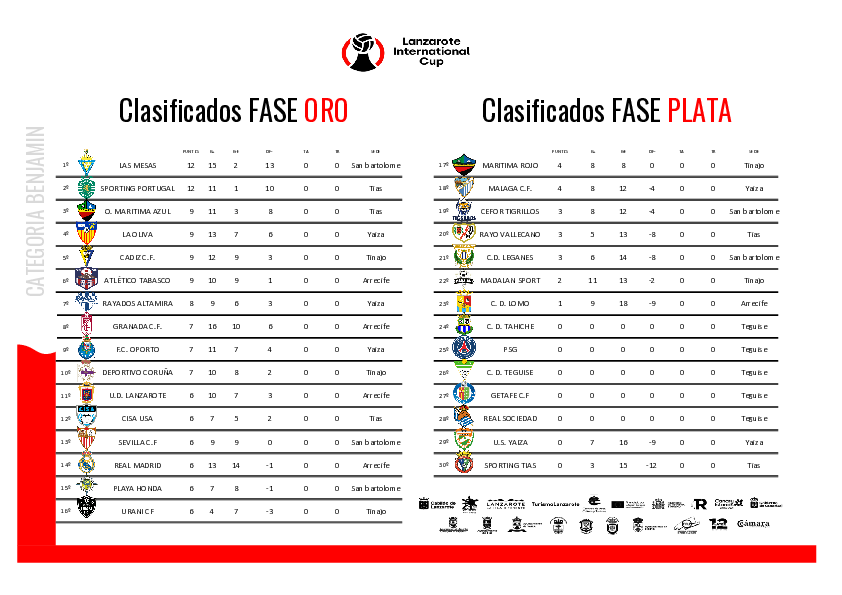 Lanzarote
International
Cup
CATEGORIA BENJAMIN
Clasificados FASE ORO
PUNTOS DIF- TA TR SEDE
1º LAS MESAS 12 15 2 13 0 0 San bartolome
2º SPORTING PORTUGAL 12 11 1 10 0 0 Tías
3º O. MARITIMA AZUL 9 11 3 8 0 0 Tías
4º LA OLIVA 9 13 7 6 0 0 Yaiza
5º CADIZ C.F. 9 12 9 3 0 0 Tinajo
6º ATLÉTICO TABASCO 9 10 9 1 0 0 Arrecife
7º RAYADOS ALTAMIRA 8 9 6 3 0 0 Yaiza
8º GRANADA C.F. 7 16 10 6 0 0 Arrecife
9º F.C. OPORTO 7 11 7 4 0 0 Yaiza
10º DEPORTIVO CORUÑA 7 10 8 2 0 0 Tinajo
11º U.D. LANZAROTE 6 10 7 3 0 0 Arrecife
12º CISA USA 6 7 5 2 0 0 Tías
13º SEVILLA C.F 6 9 9 0 0 0 San bartolome
14º REAL MADRID 6 13 14 -1 0 0 Arrecife
15º PLAYA HONDA 6 7 8 -1 0 0 San bartolome
16º URANI CF 6 4 7 -3 0 0 Tinajo
Clasificados FASE PLATA
PUNTOS DIF- TA TR SEDE
17º MARITIMA ROJO 4 8 8 0 0 0 Tinajo
18º MALAGA C.F. 4 8 12 -4 0 0 Yaiza
19º CEFOR TIGRILLOS 3 8 12 -4 0 0 San bartolome
20º RAYO VALLECANO 3 5 13 -8 0 0 Tías
21º C.D. LEGANES 3 6 14 -8 0 0 San bartolome
22º MADALAN SPORT 2 11 13 -2 0 0 Tinajo
23º C. D. LOMO 1 9 18 -9 0 0 Arrecife
24º C. D. TAHICHE 0 0 0 0 0 0 Teguise
25º PSG 0 0 0 0 0 0 Teguise
26º C. D. TEGUISE 0 0 0 0 0 0 Teguise
27º GETAFE C.F 0 0 0 0 0 0 Teguise
28º REAL SOCIEDAD 0 0 0 0 0 0 Teguise
29º U.S. YAIZA 0 7 16 -9 0 0 Yaiza
30º SPORTING TIAS 0 3 15 -12 0 0 Tías
Cabildo de Lanzarote LANZAROTE Turismo Lanzarote
12 Cámara